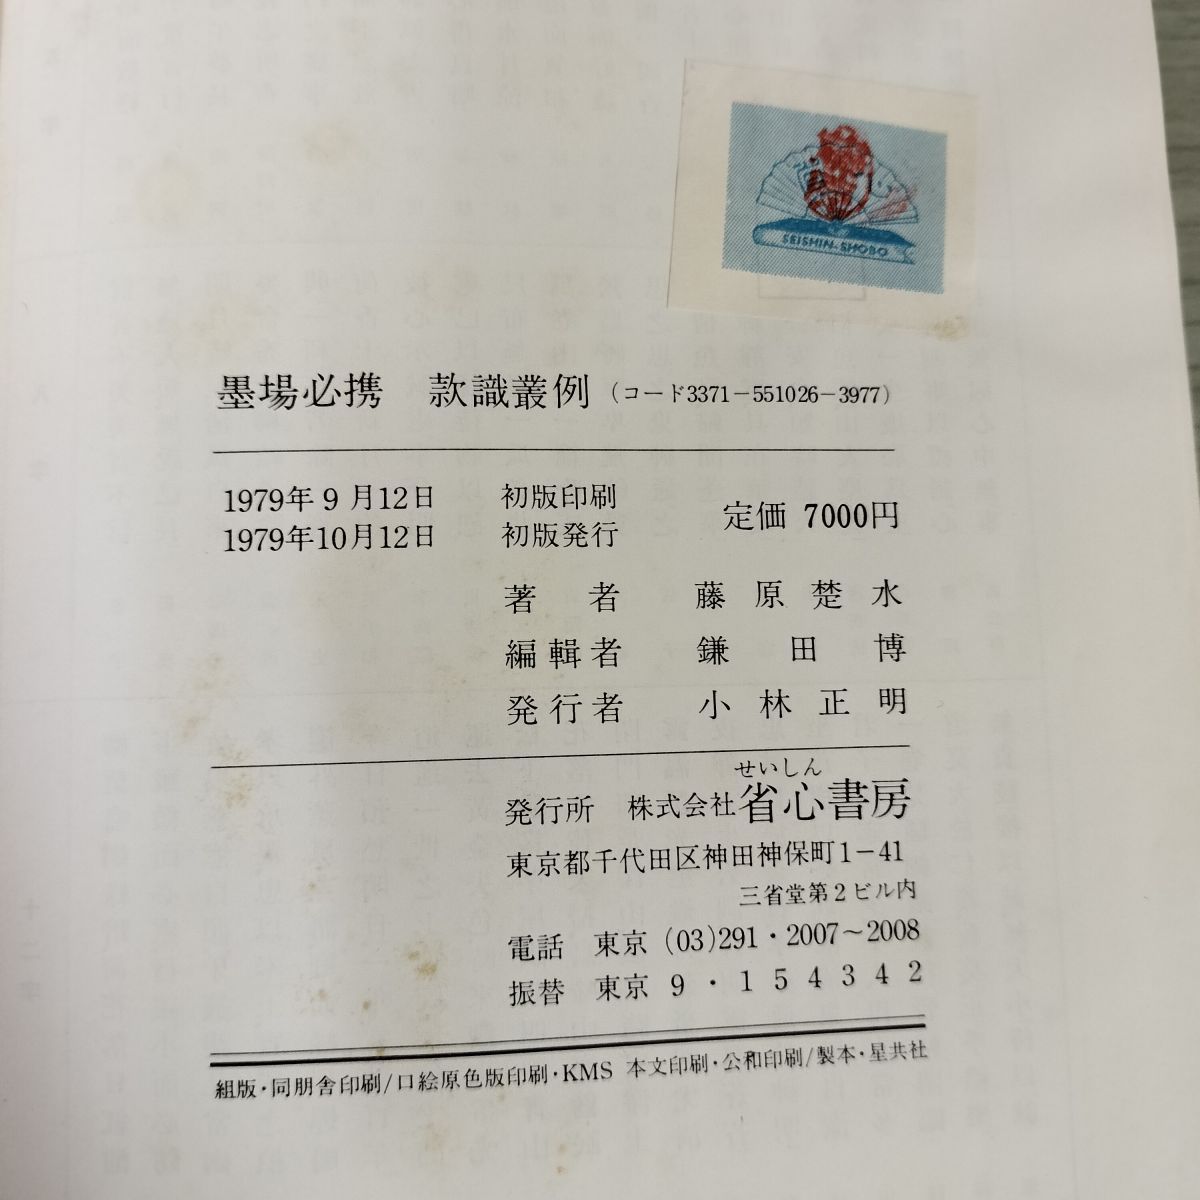 SEISHIN-SHOBO
墨場必携　款識叢例（コード3371－551026－3977）
1979年9月12日　初版印刷
1979年10月12日　初版発行
定価 7000円
著者　藤原楚水
編輯者　鎌田博
発行者　小林正明
せいしん
発行所　株式会社省心書房
東京都千代田区神田神保町1－41
三省堂第2ビル内
電話　東京 (03)291・2007～2008
振替　東京 9・154342
組版・同朋舎印刷/口絵原色版印刷・KMS 本文印刷・公和印刷/製本・星共社